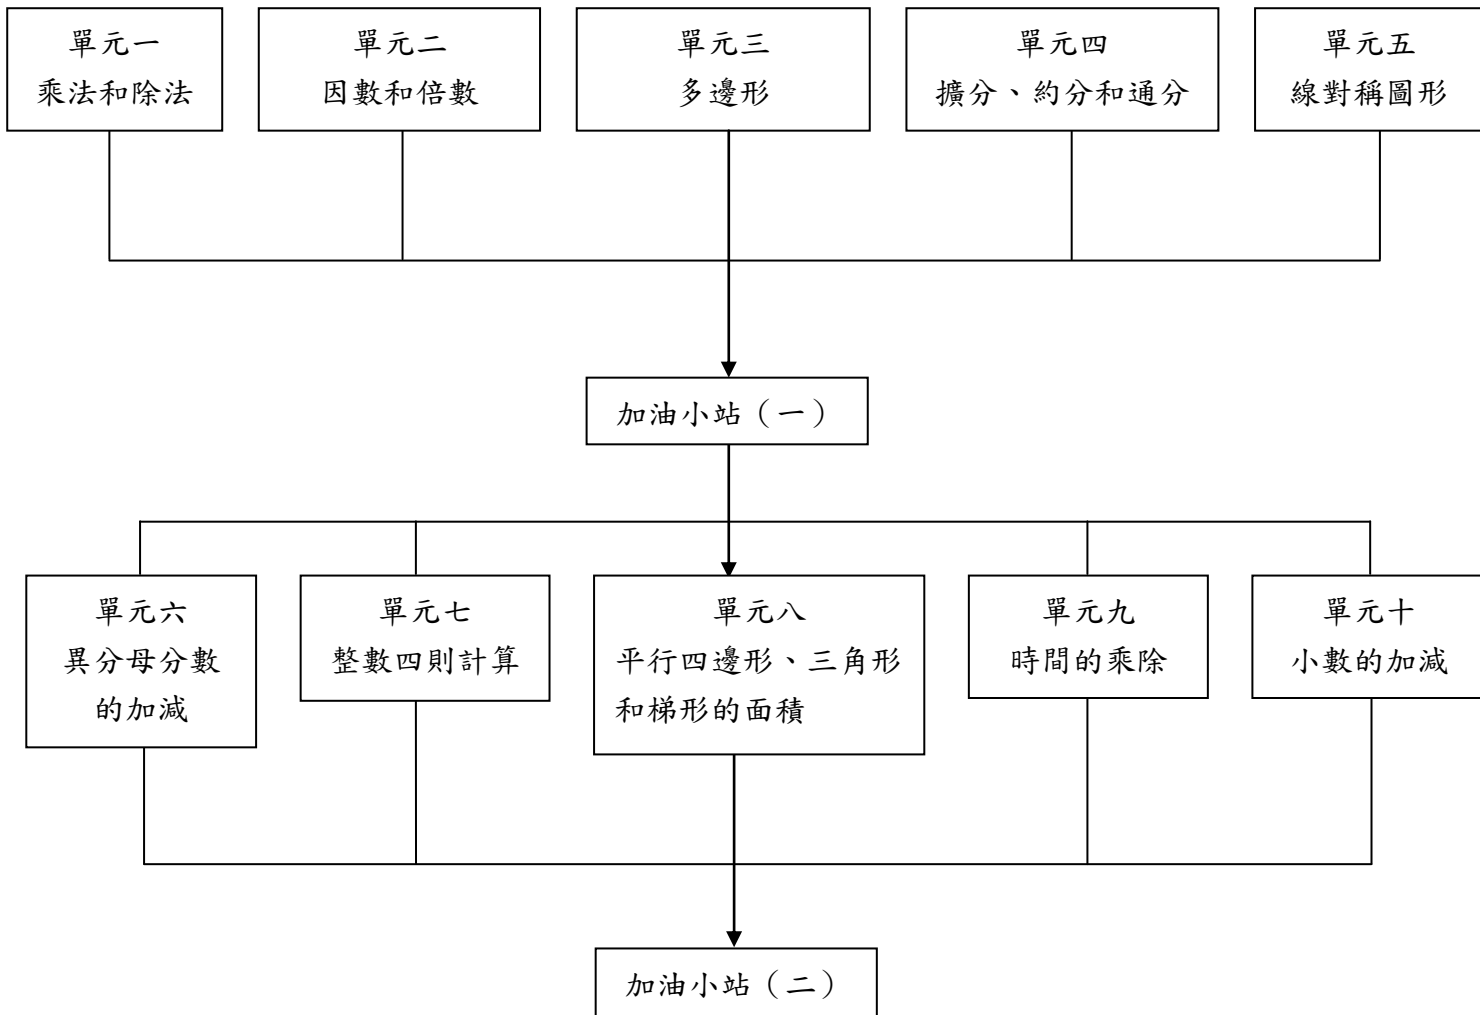 單元一
乘法和除法
單元二
因數和倍數
單元三
多邊形
單元四
擴分、約分和通分
單元五
線對稱圖形
加油小站（一）
單元六
異分母分數
的加減
單元七
整數四則計算
單元八
平行四邊形、三角形
和梯形的面積
單元九
時間的乘除
單元十
小數的加減
加油小站（二）